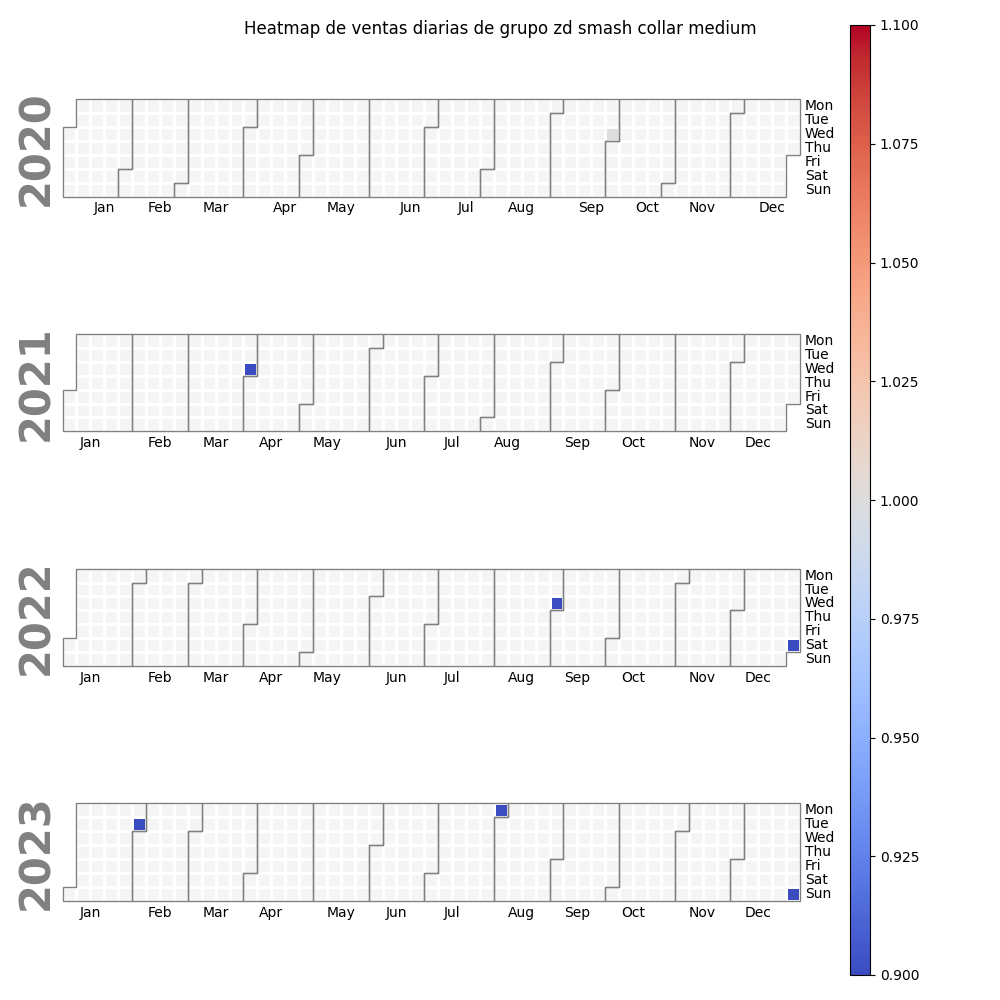 Heatmap de ventas diarias de grupo zd smash collar medium
2020
Mon
Tue
Wed
Thu
Fri
Sat
Sun
Jan Feb Mar Apr May Jun Jul Aug Sep Oct Nov Dec
2021
Mon
Tue
Wed
Thu
Fri
Sat
Sun
Jan Feb Mar Apr May Jun Jul Aug Sep Oct Nov Dec
2022
Mon
Tue
Wed
Thu
Fri
Sat
Sun
Jan Feb Mar Apr May Jun Jul Aug Sep Oct Nov Dec
2023
Mon
Tue
Wed
Thu
Fri
Sat
Sun
Jan Feb Mar Apr May Jun Jul Aug Sep Oct Nov Dec
1.100
1.075
1.050
1.025
1.000
0.975
0.950
0.925
0.900